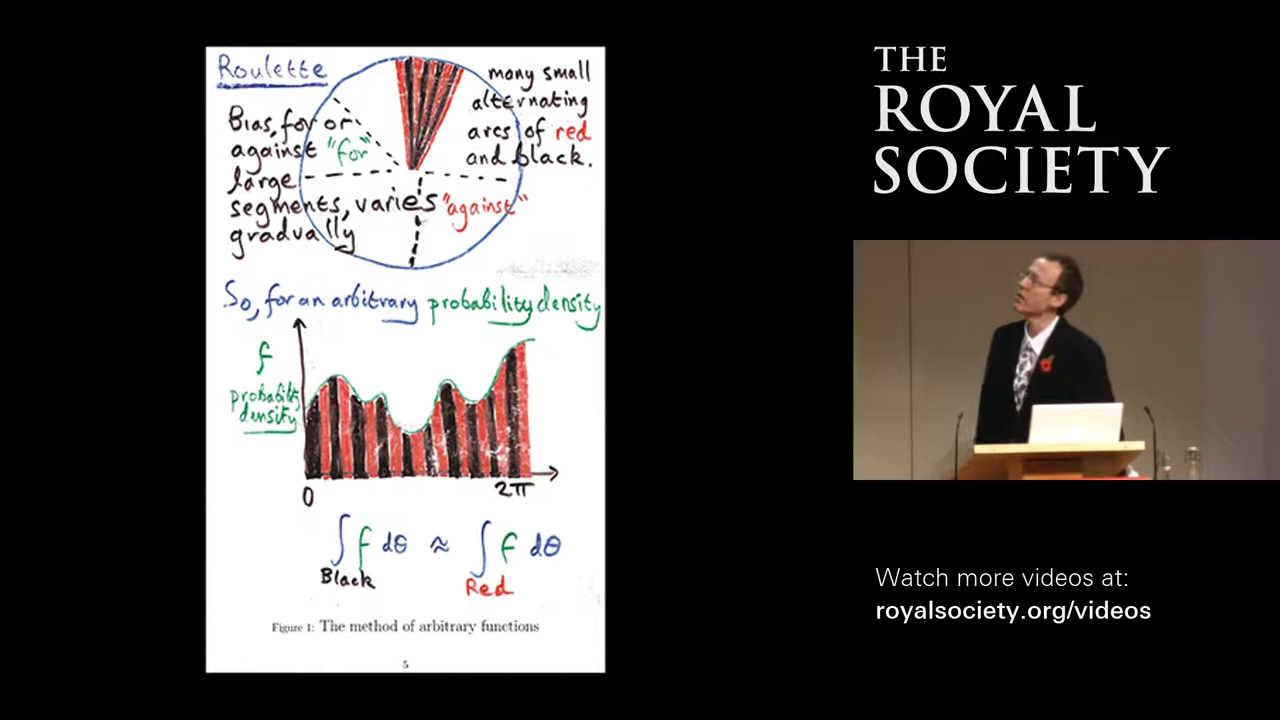 Roulette
many small
alternating
arcs of red
and black.
Bias, for or
against "for"
large
segments, varies "against"
gradually
So, for an arbitrary probability density
f
probability
density
0
2π
∫ f dθ ≈ ∫ f dθ
Black
Red
Figure 1: The method of arbitrary functions
5
THE
ROYAL
SOCIETY
Watch more videos at:
royalsociety.org/videos